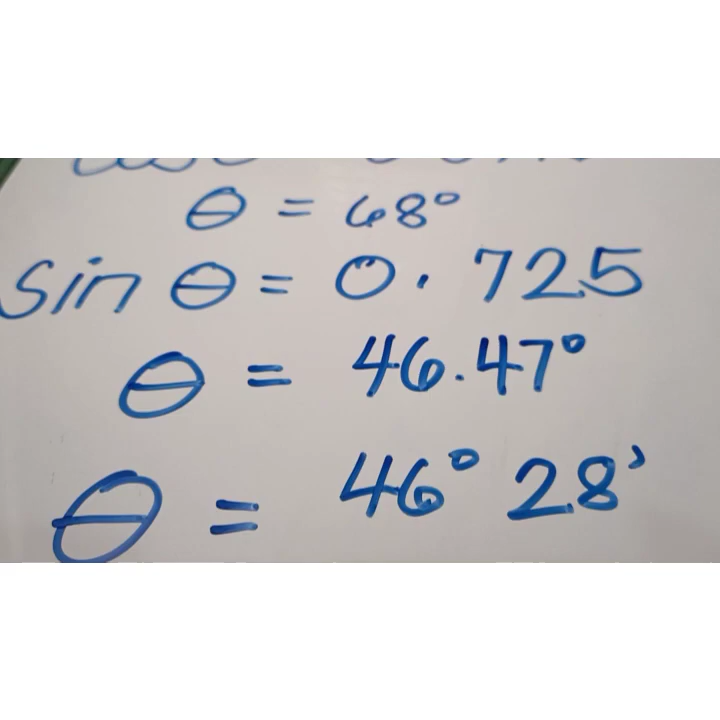 θ = 68°
sin θ = 0.725
θ = 46.47°
θ = 46° 28'